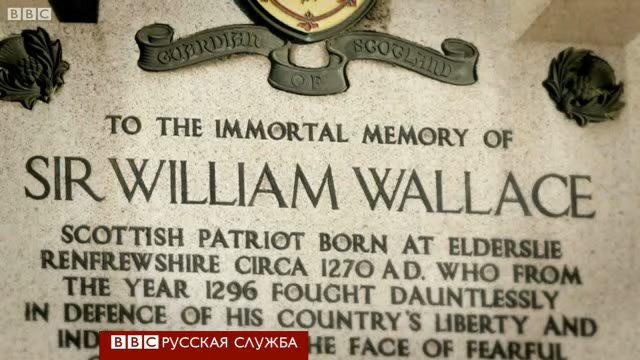 BBC
GUARDIAN OF SCOTLAND
TO THE IMMORTAL MEMORY OF
SIR WILLIAM WALLACE
SCOTTISH PATRIOT BORN AT ELDERSLIE
RENFREWSHIRE CIRCA 1270 A.D. WHO FROM
THE YEAR 1296 FOUGHT DAUNTLESSLY
IN DEFENCE OF HIS COUNTRY'S LIBERTY AND
THE FACE OF FEARFUL
BBC РУССКАЯ СЛУЖБА